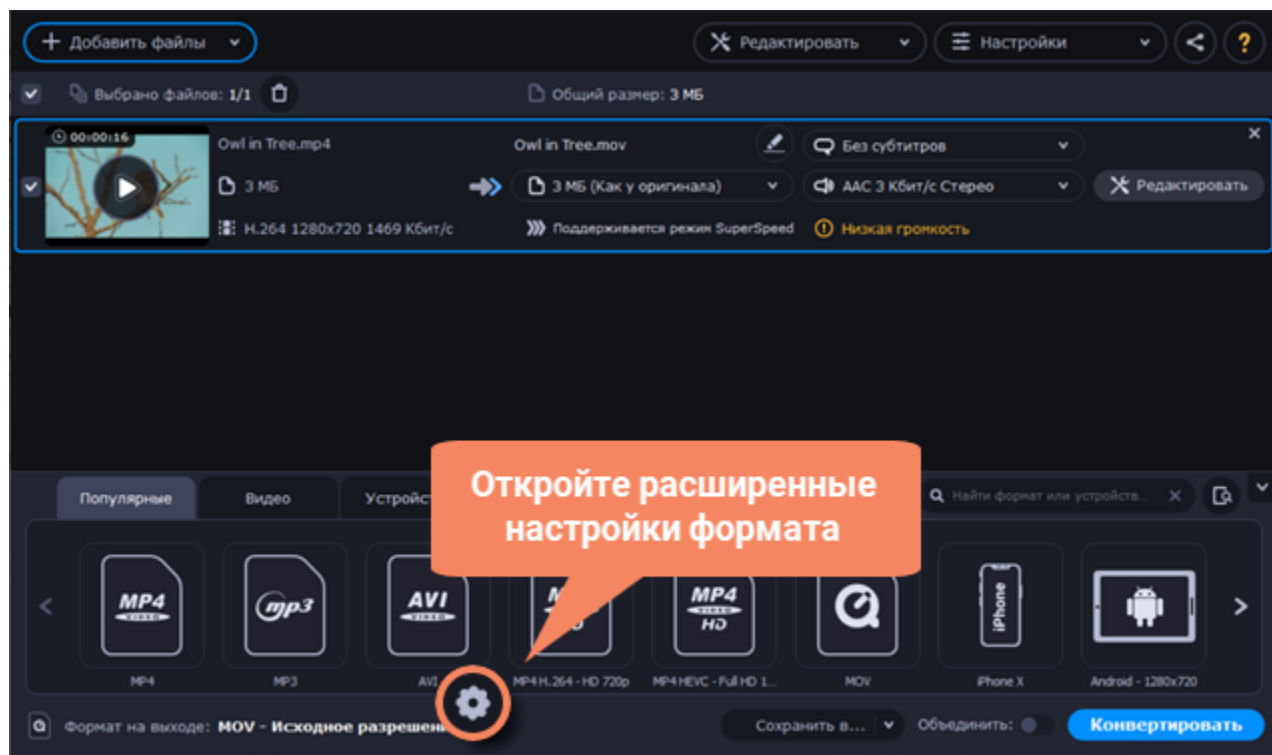 Добавить файлы
Редактировать
Настройки
?
Выбрано файлов: 1/1
Общий размер: 3 МБ
00:00:16
Owl in Tree.mp4
Owl in Tree.mov
Без субтитров
3 МБ
3 МБ (Как у оригинала)
AAC 3 Кбит/с Стерео
Редактировать
H.264 1280x720 1469 Кбит/с
Поддерживается режим SuperSpeed
Низкая громкость
Откройте расширенные
настройки формата
Популярные
Видео
Устройст
Найти формат или устройств...
MP4
VIDEO
mp3
AVI
VIDEO
MP4
VIDEO
HD
iPhone
MP4
MP3
AVI
MP4 H.264 - HD 720p
MP4 HEVC - Full HD 1...
MOV
iPhone X
Android - 1280x720
Формат на выходе: MOV - Исходное разрешени
Сохранить в...
Объединить:
Конвертировать